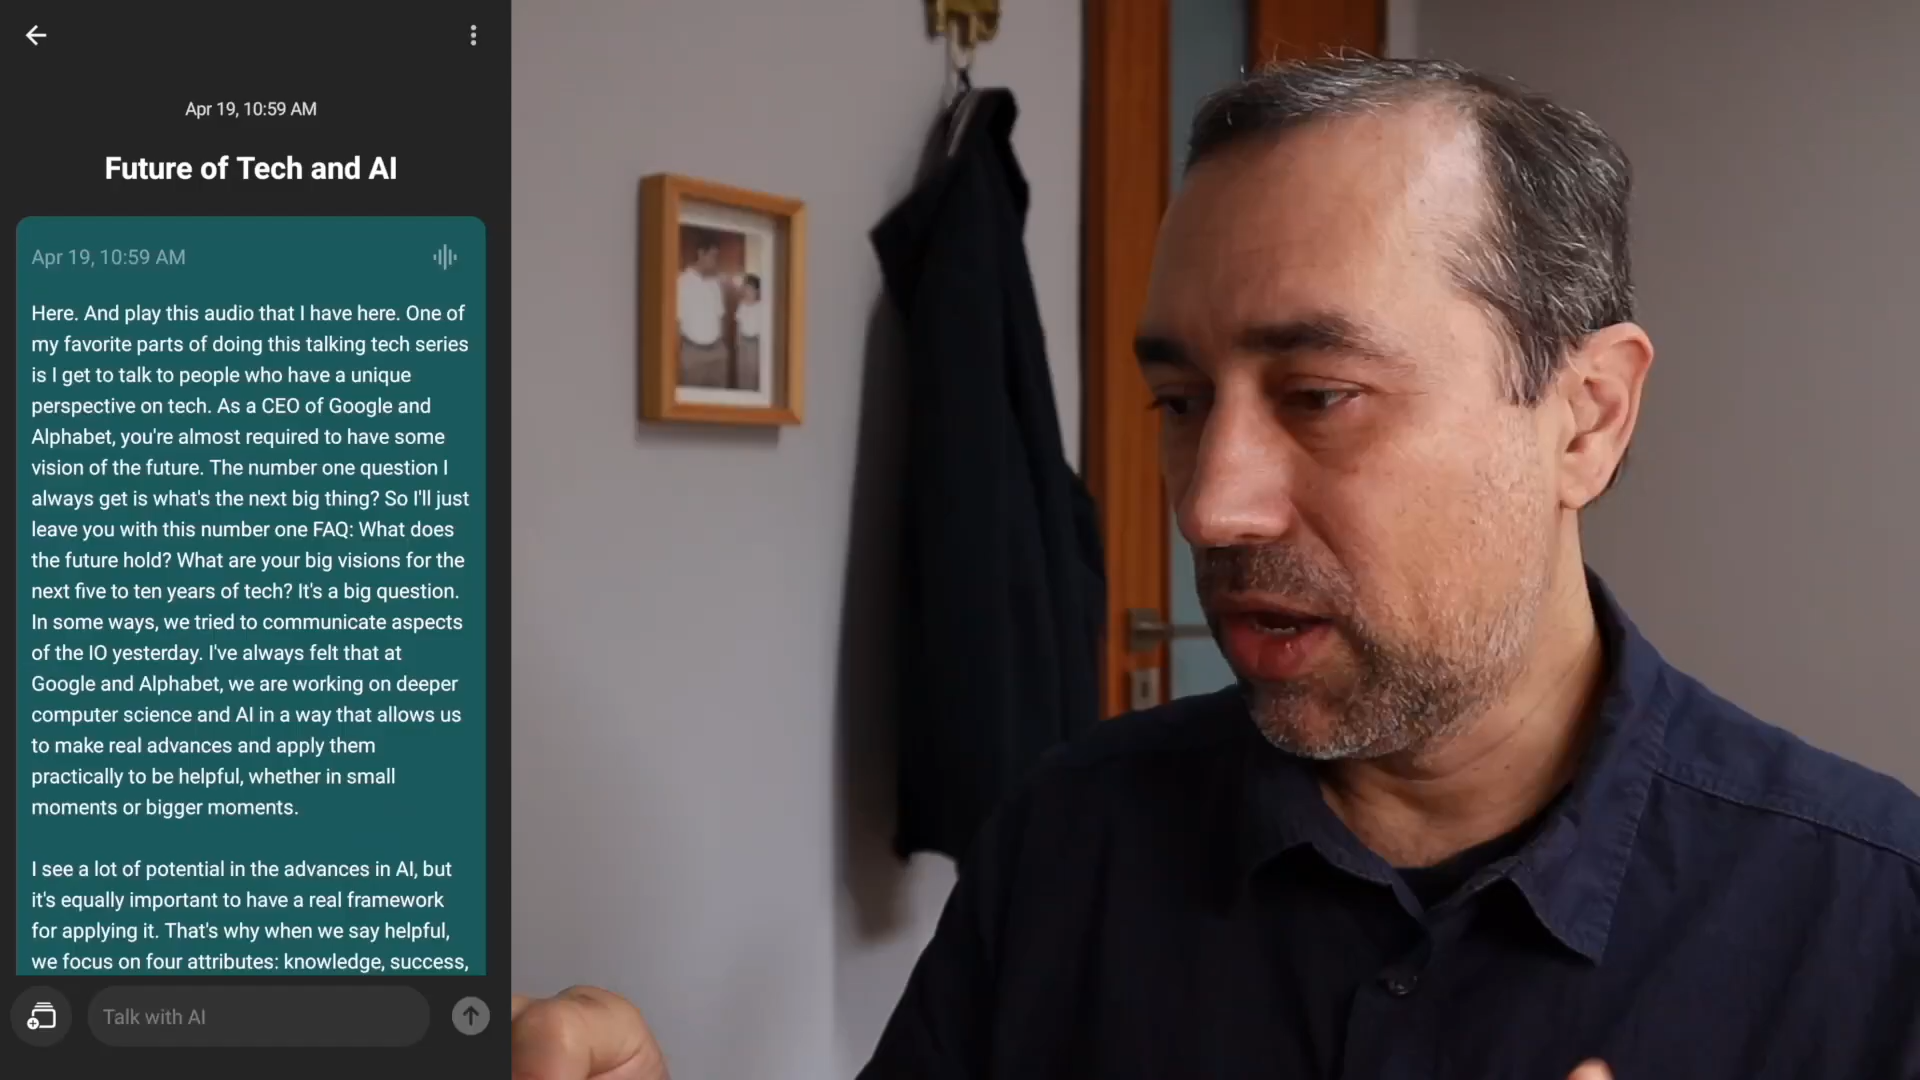 Apr 19, 10:59 AM
Future of Tech and AI
Apr 19, 10:59 AM
Here. And play this audio that I have here. One of
my favorite parts of doing this talking tech series
is I get to talk to people who have a unique
perspective on tech. As a CEO of Google and
Alphabet, you're almost required to have some
vision of the future. The number one question I
always get is what's the next big thing? So I'll just
leave you with this number one FAQ: What does
the future hold? What are your big visions for the
next five to ten years of tech? It's a big question.
In some ways, we tried to communicate aspects
of the IO yesterday. I've always felt that at
Google and Alphabet, we are working on deeper
computer science and AI in a way that allows us
to make real advances and apply them
practically to be helpful, whether in small
moments or bigger moments.
I see a lot of potential in the advances in AI, but
it's equally important to have a real framework
for applying it. That's why when we say helpful,
we focus on four attributes: knowledge, success,
Talk with AI